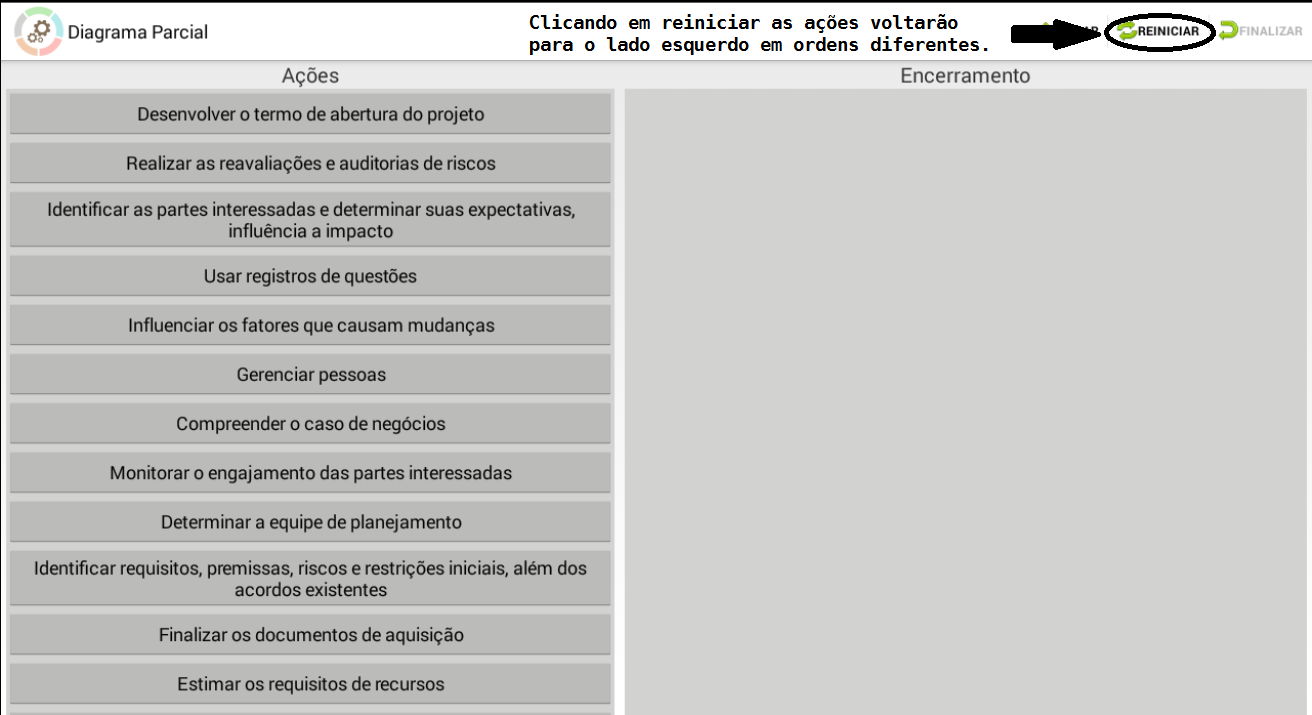 Diagrama Parcial
Clicando em reiniciar as ações voltarão
para o lado esquerdo em ordens diferentes.
REINICIAR
FINALIZAR
Ações
Encerramento
Desenvolver o termo de abertura do projeto
Realizar as reavaliações e auditorias de riscos
Identificar as partes interessadas e determinar suas expectativas,
influência a impacto
Usar registros de questões
Influenciar os fatores que causam mudanças
Gerenciar pessoas
Compreender o caso de negócios
Monitorar o engajamento das partes interessadas
Determinar a equipe de planejamento
Identificar requisitos, premissas, riscos e restrições iniciais, além dos
acordos existentes
Finalizar os documentos de aquisição
Estimar os requisitos de recursos